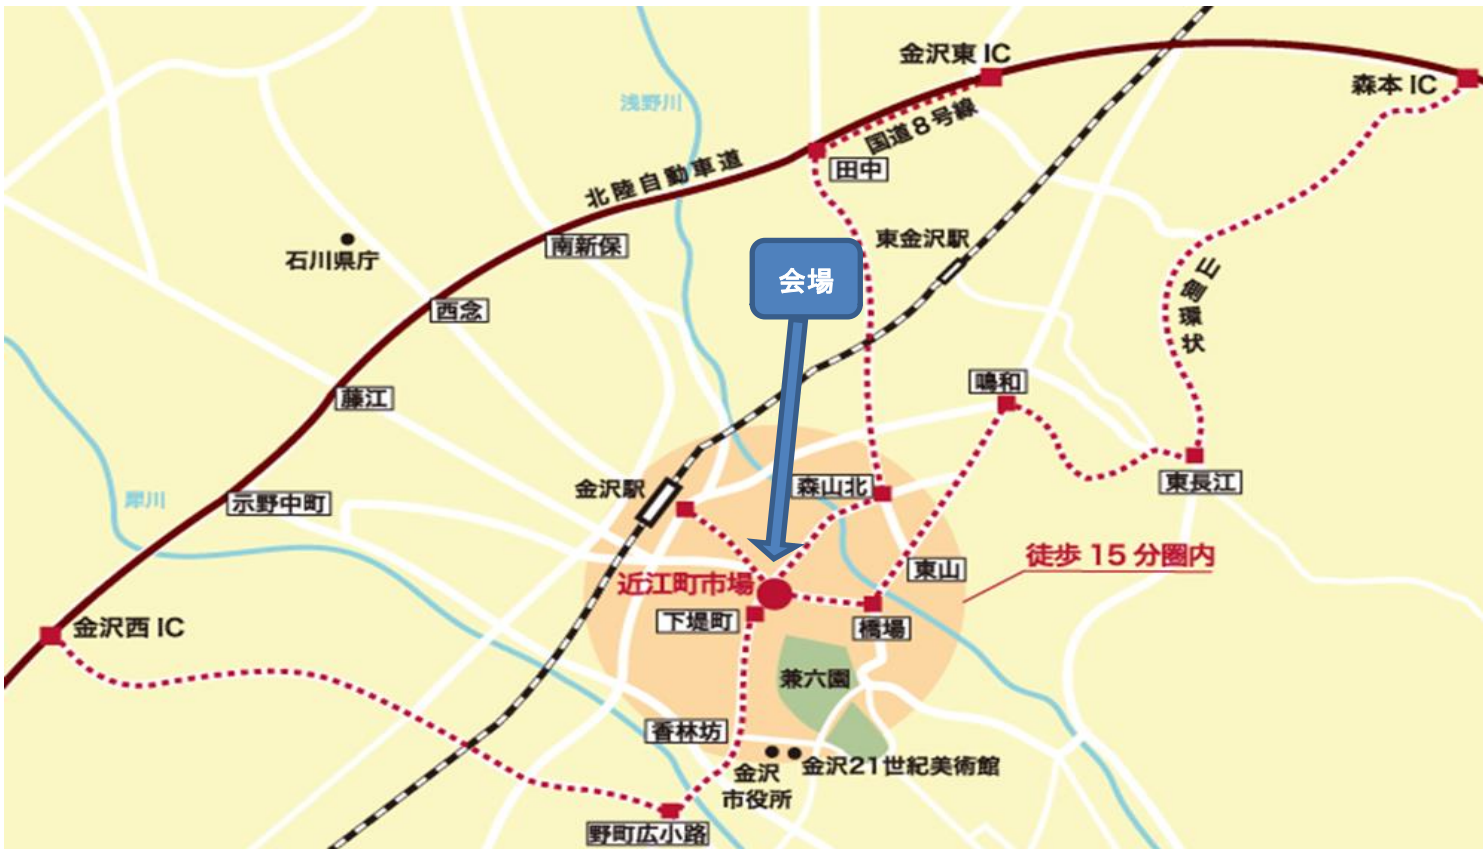 金沢東 IC
森本 IC
浅野川
国道8号線
田中
北陸自動車道
東金沢駅
南新保
石川県庁
会場
山側環状
西念
鳴和
藤江
東長江
金沢駅
森山北
犀川
示野中町
徒歩 15 分圏内
東山
近江町市場
下堤町
橋場
金沢西 IC
兼六園
香林坊
金沢21世紀美術館
金沢
市役所
野町広小路